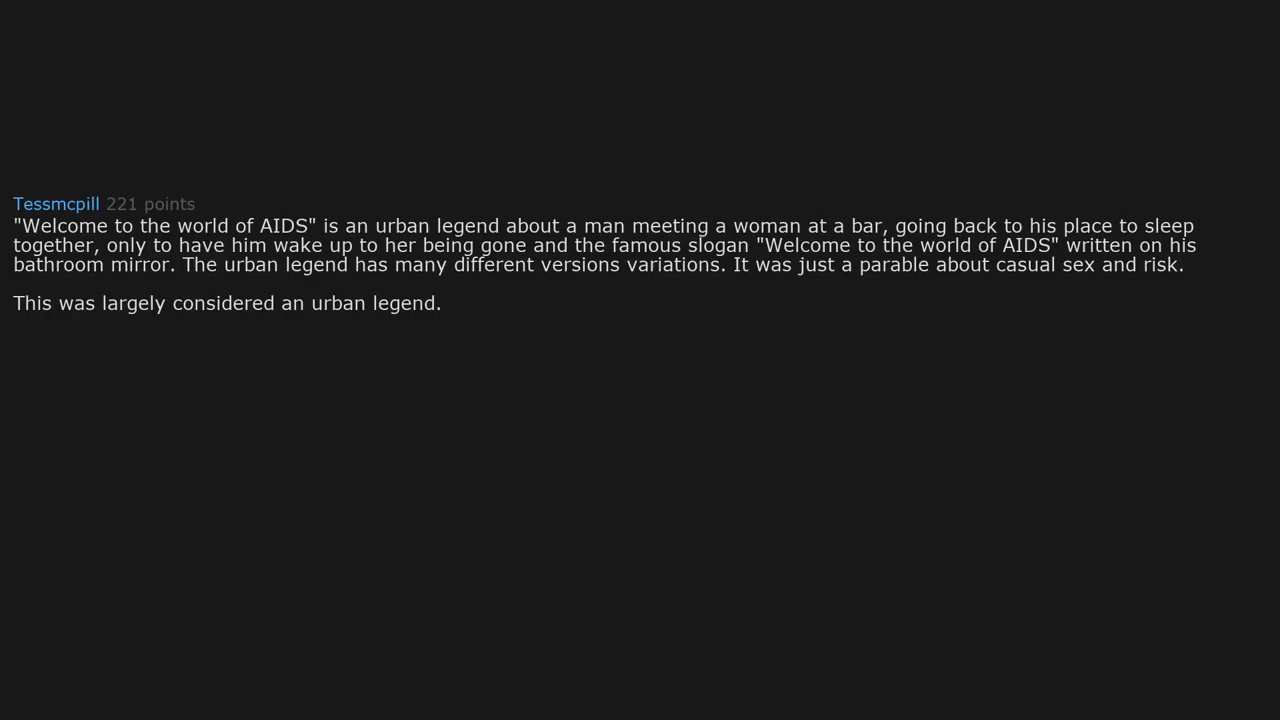 Tessmcpill 221 points
"Welcome to the world of AIDS" is an urban legend about a man meeting a woman at a bar, going back to his place to sleep
together, only to have him wake up to her being gone and the famous slogan "Welcome to the world of AIDS" written on his
bathroom mirror. The urban legend has many different versions variations. It was just a parable about casual sex and risk.
This was largely considered an urban legend.